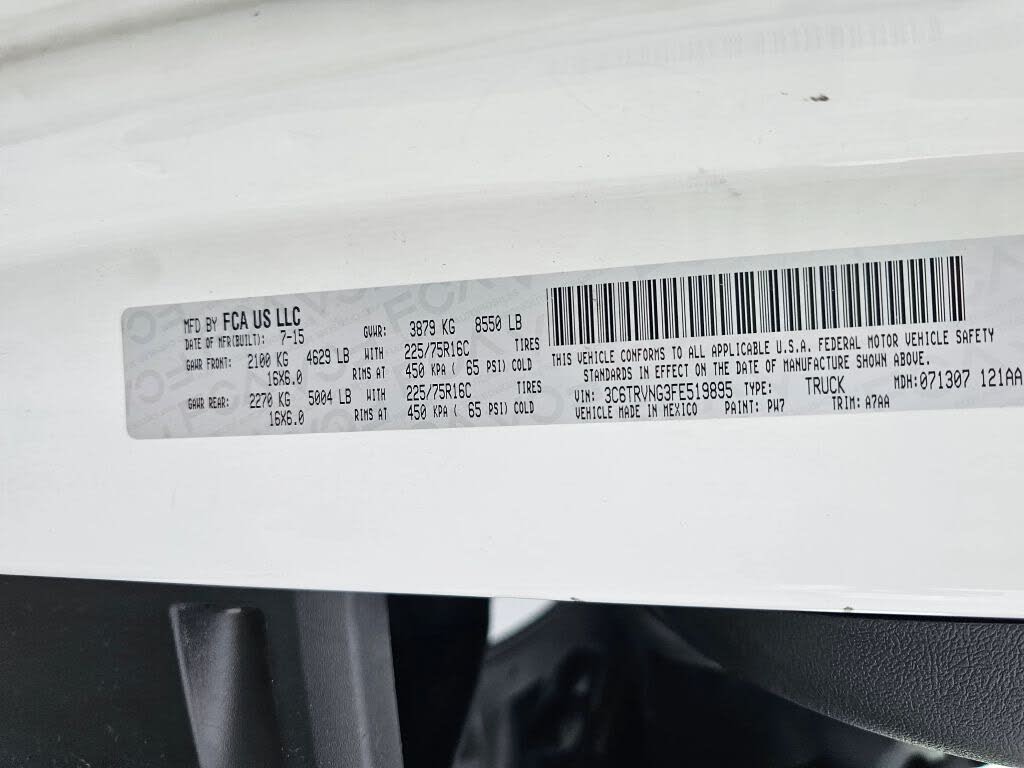 MFD BY FCA US LLC
DATE OF MFR(BUILT): 7-15 GVWR: 3879 KG 8550 LB
GAWR FRONT: 2100 KG 4629 LB WITH 225/75R16C TIRES
16X6.0 RIMS AT 450 KPA ( 65 PSI) COLD
GAWR REAR: 2270 KG 5004 LB WITH 225/75R16C TIRES
16X6.0 RIMS AT 450 KPA ( 65 PSI) COLD
THIS VEHICLE CONFORMS TO ALL APPLICABLE U.S.A. FEDERAL MOTOR VEHICLE SAFETY
STANDARDS IN EFFECT ON THE DATE OF MANUFACTURE SHOWN ABOVE.
VIN: 3C6TRVNG3FE519895 TYPE: TRUCK MDH: 071307 121AA
VEHICLE MADE IN MEXICO PAINT: PW7 TRIM: A7AA